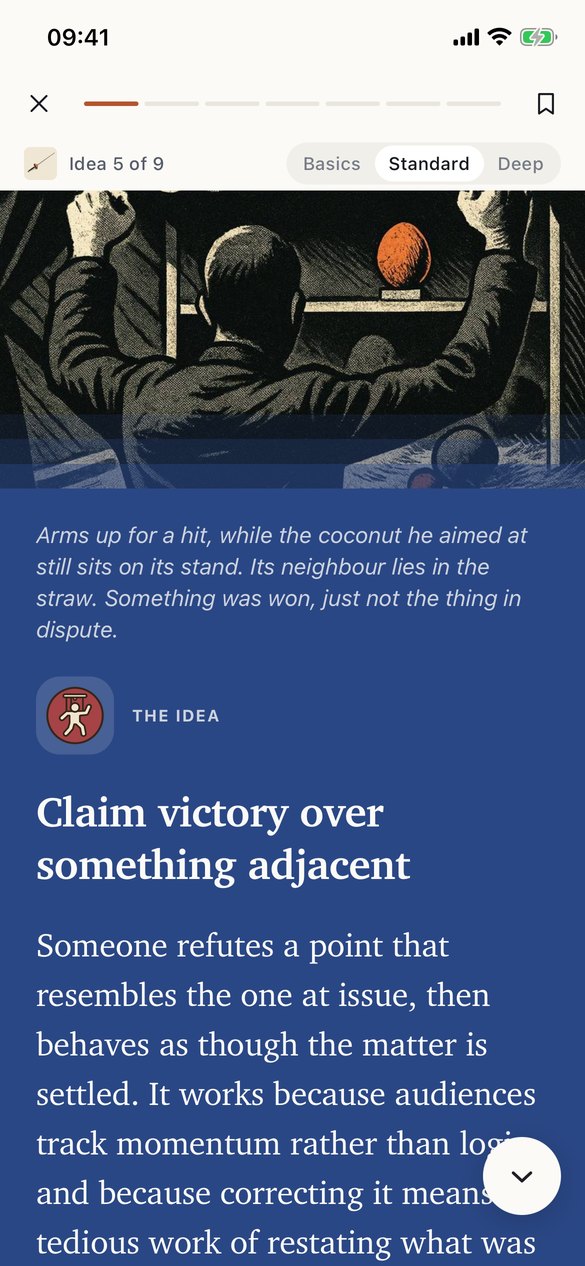 09:41
Idea 5 of 9
Basics
Standard
Deep
Arms up for a hit, while the coconut he aimed at
still sits on its stand. Its neighbour lies in the
straw. Something was won, just not the thing in
dispute.
THE IDEA
Claim victory over
something adjacent
Someone refutes a point that
resembles the one at issue, then
behaves as though the matter is
settled. It works because audiences
track momentum rather than
and because correcting it means
tedious work of restating what was